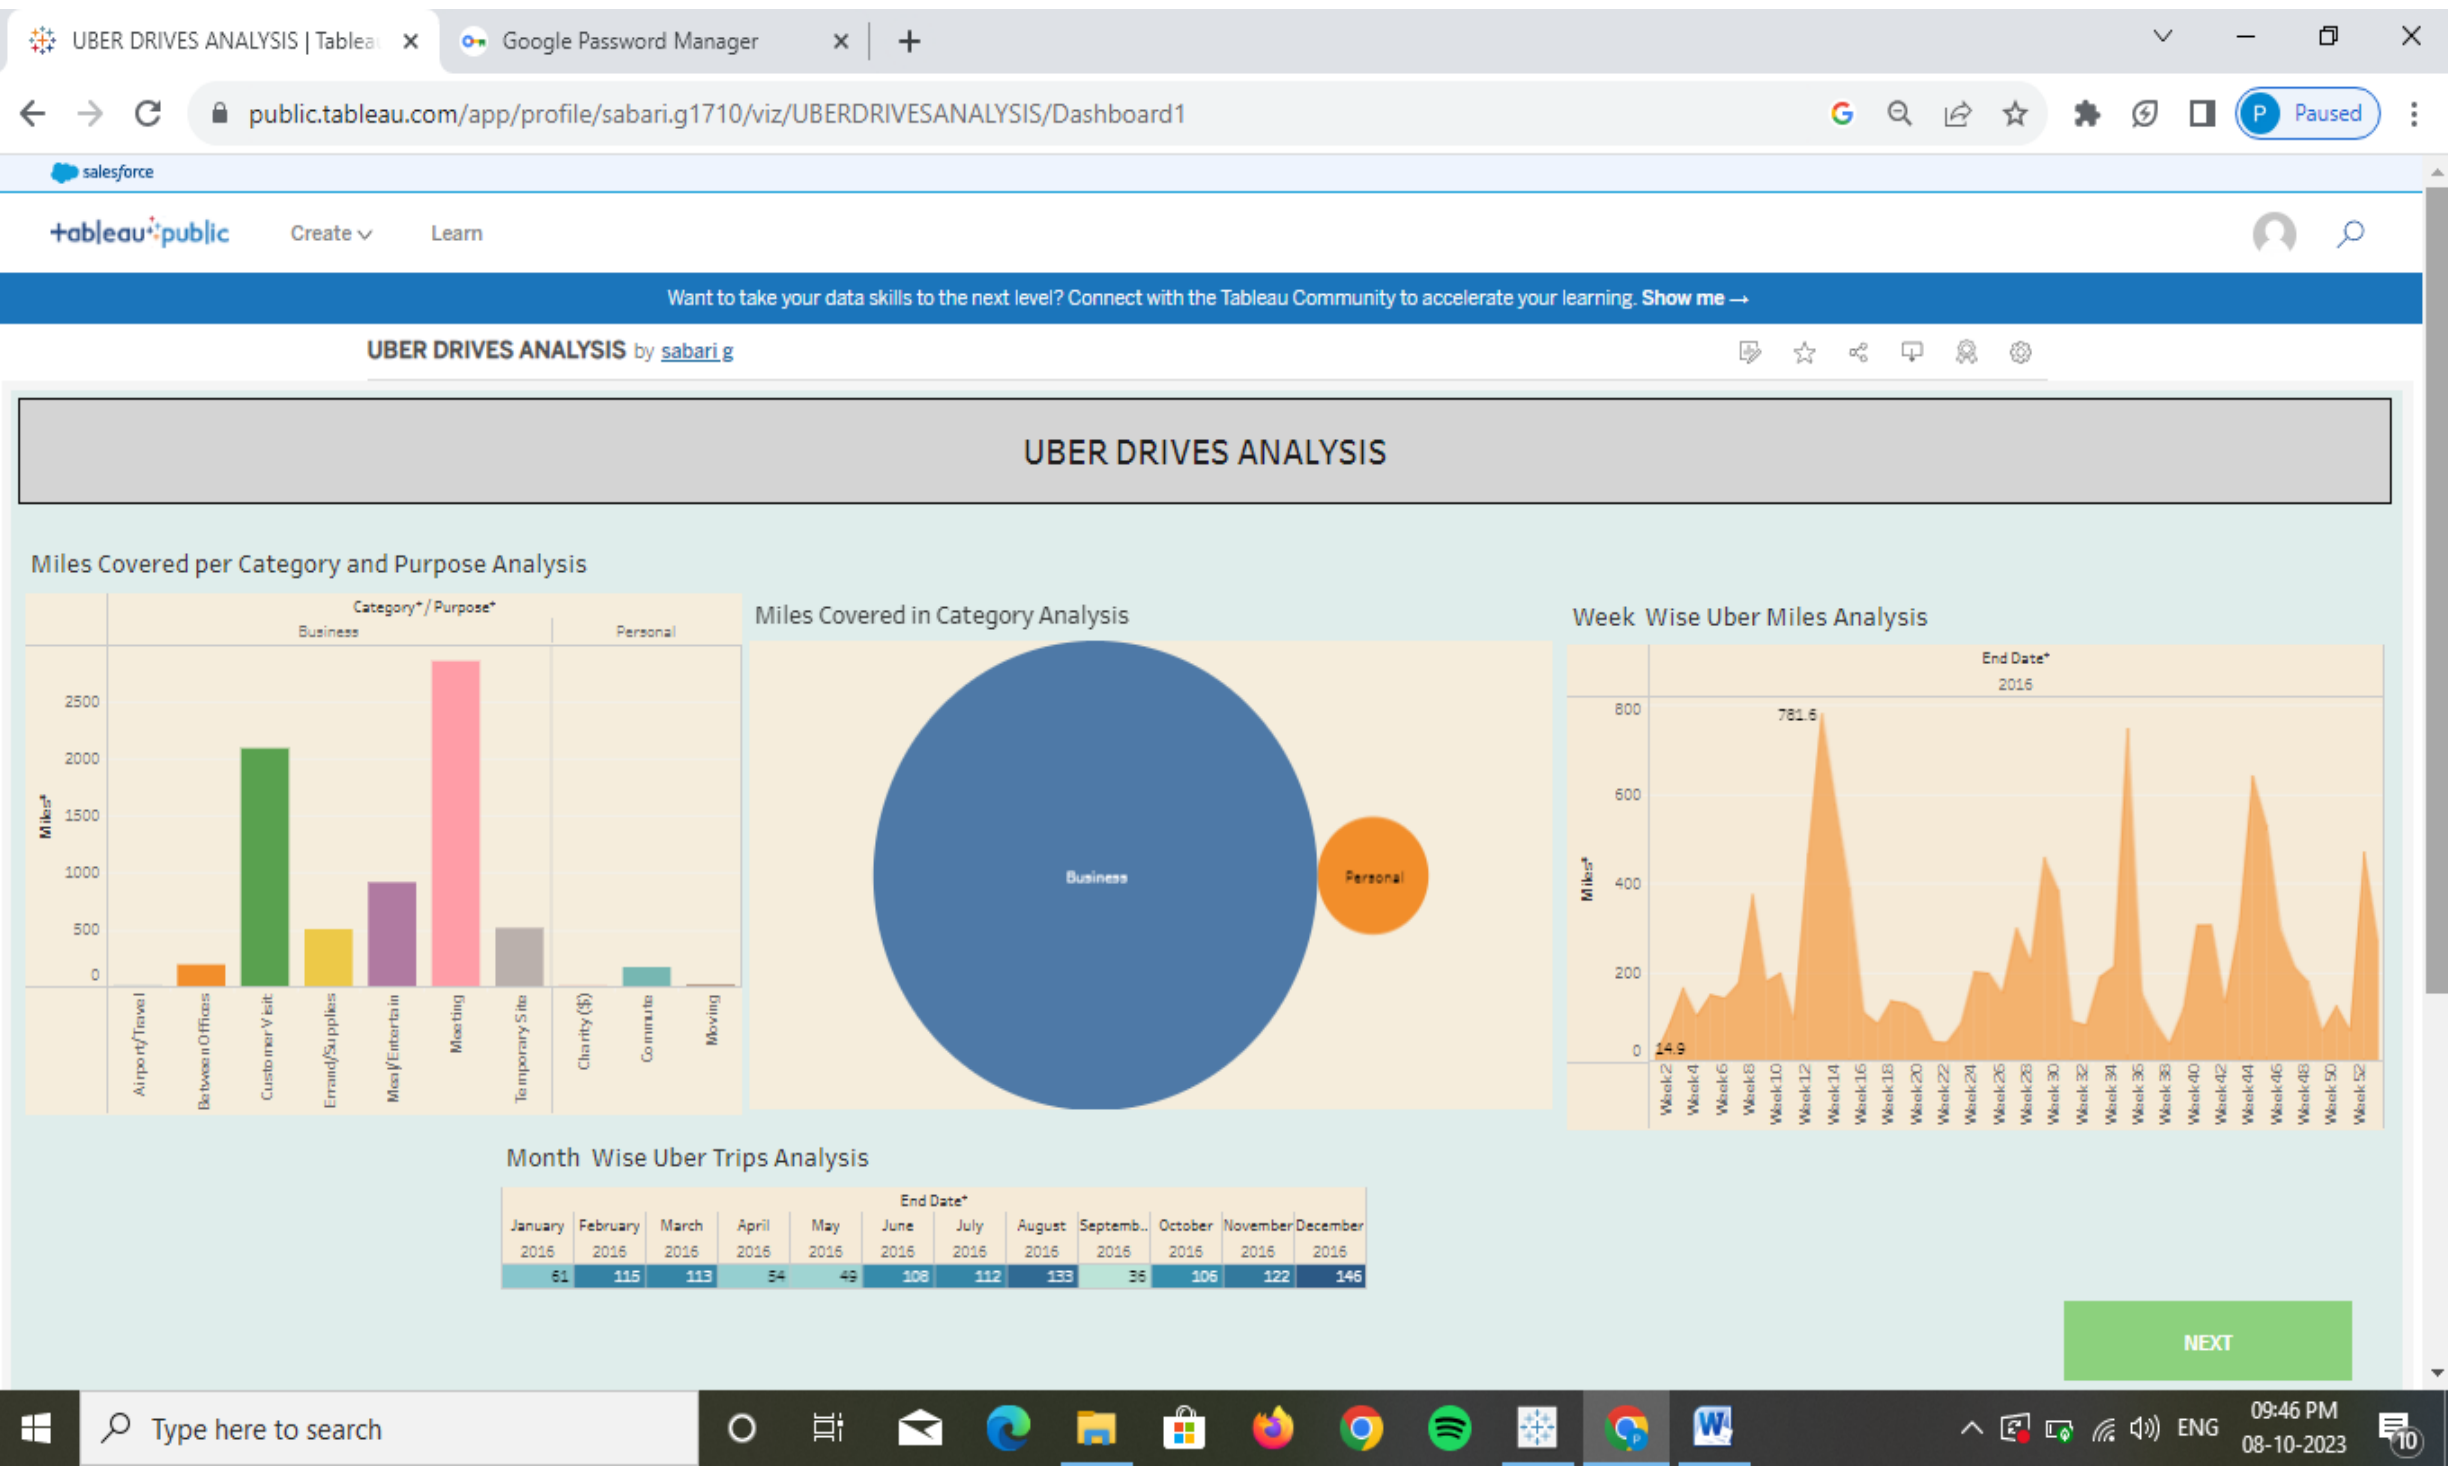 UBER DRIVES ANALYSIS | Tablea
Google Password Manager
public.tableau.com/app/profile/sabari.g1710/viz/UBERDRIVESANALYSIS/Dashboard1
G
P Paused
salesforce
+ableau public
Create
Learn
Want to take your data skills to the next level? Connect with the Tableau Community to accelerate your learning. Show me →
UBER DRIVES ANALYSIS by sabari g
UBER DRIVES ANALYSIS
Miles Covered per Category and Purpose Analysis
Category* / Purpose*
Business
Personal
Miles*
2500
2000
1500
1000
500
0
Airport/Travel
Between Offices
Customer Visit
Errand/Supplies
Meal/Entertain
Meeting
Temporary Site
Charity ($)
Commute
Moving
Miles Covered in Category Analysis
Business
Personal
Week Wise Uber Miles Analysis
End Date*
2016
Miles*
800
600
400
200
0
781.6
14.9
Week 2
Week 4
Week 6
Week 8
Week 10
Week 12
Week 14
Week 16
Week 18
Week 20
Week 22
Week 24
Week 26
Week 28
Week 30
Week 32
Week 34
Week 36
Week 38
Week 40
Week 42
Week 44
Week 46
Week 48
Week 50
Week 52
Month Wise Uber Trips Analysis
End Date*
January February March April May June July August Septemb.. October November December
2016 2016 2016 2016 2016 2016 2016 2016 2016 2016 2016 2016
61 115 113 54 49 108 112 133 36 106 122 146
NEXT
Type here to search
W
ENG
09:46 PM
08-10-2023
10